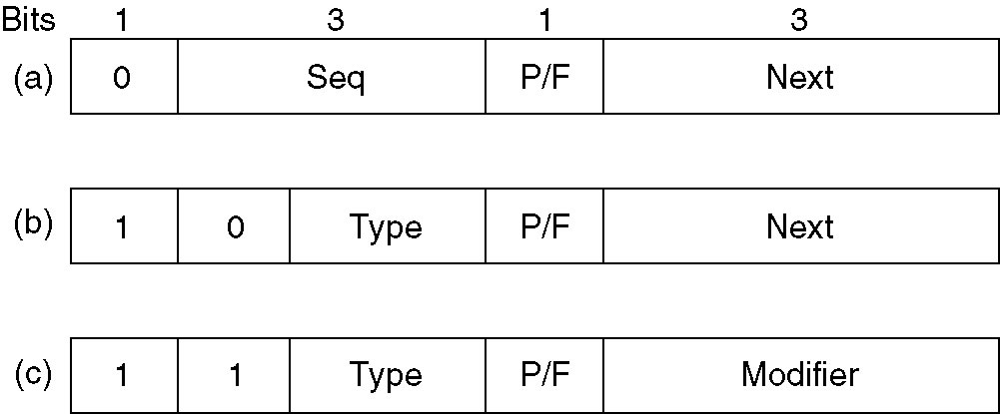 Bits 1 3 1 3
(a) 0 Seq P/F Next
(b) 1 0 Type P/F Next
(c) 1 1 Type P/F Modifier